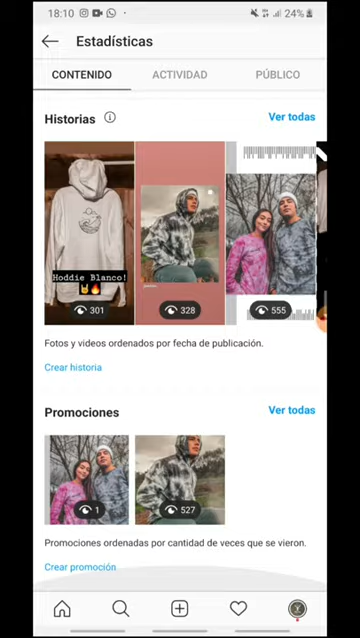 18:10
24%
Estadísticas
CONTENIDO ACTIVIDAD PÚBLICO
Historias Ver todas
Hoddie Blanco!
301 328 555
Fotos y videos ordenados por fecha de publicación.
Crear historia
Promociones Ver todas
1 527
Promociones ordenadas por cantidad de veces que se vieron.
Crear promoción